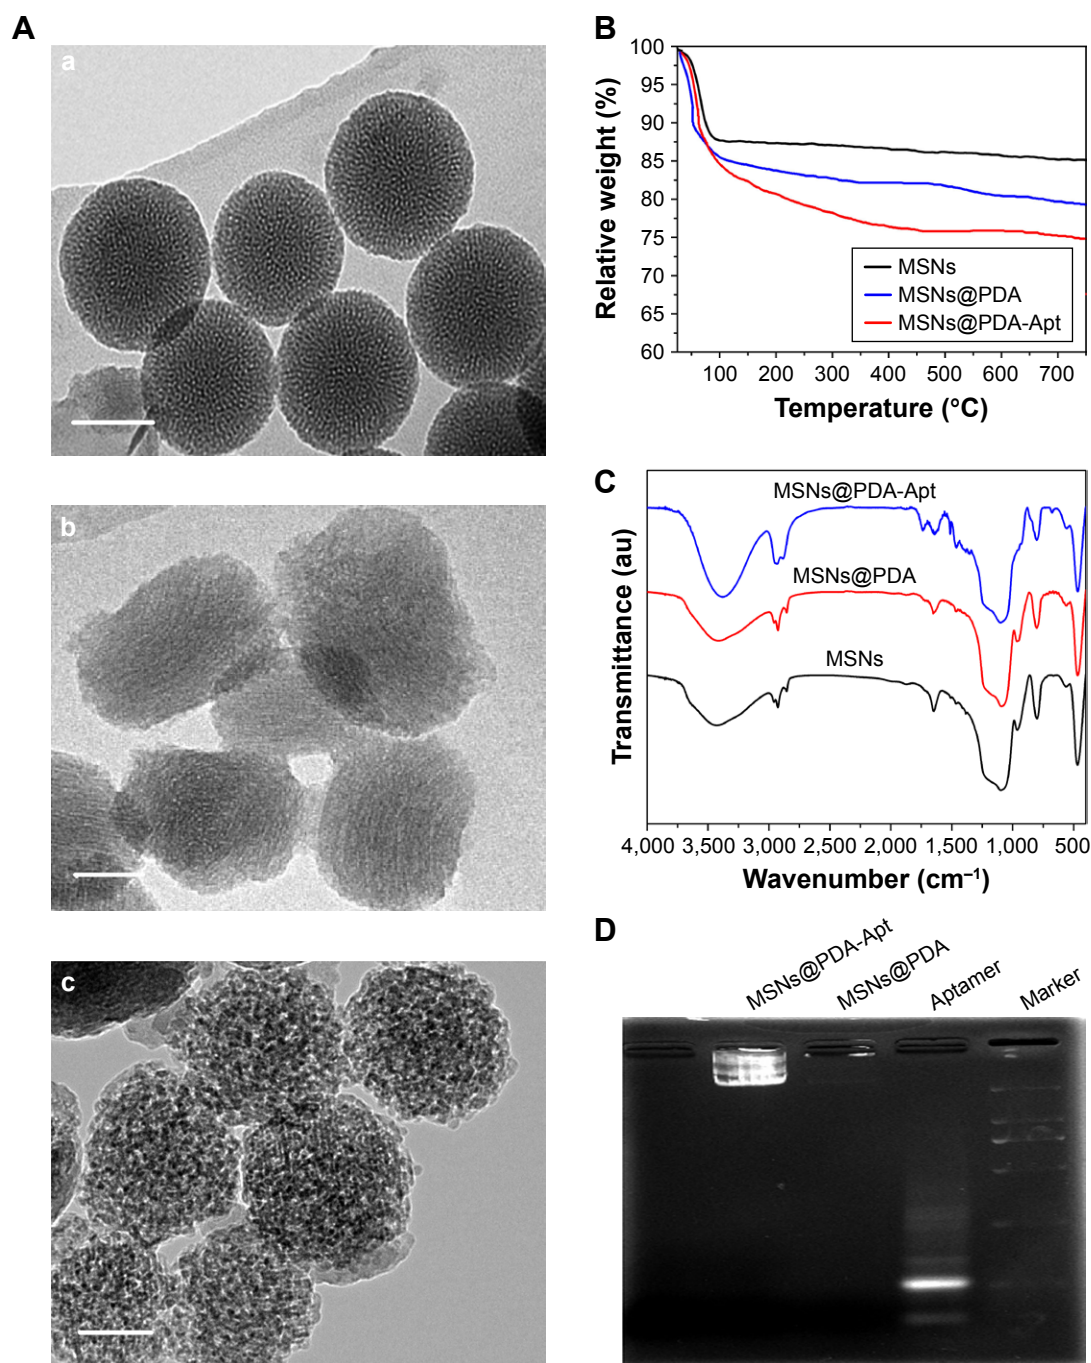 A
a
b
c
B
Relative weight (%)
100
95
90
85
80
75
70
65
60
MSNs
MSNs@PDA
MSNs@PDA-Apt
100 200 300 400 500 600 700
Temperature (°C)
C
Transmittance (au)
MSNs@PDA-Apt
MSNs@PDA
MSNs
4,000 3,500 3,000 2,500 2,000 1,500 1,000 500
Wavenumber (cm⁻¹)
D
MSNs@PDA-Apt
MSNs@PDA
Aptamer
Marker